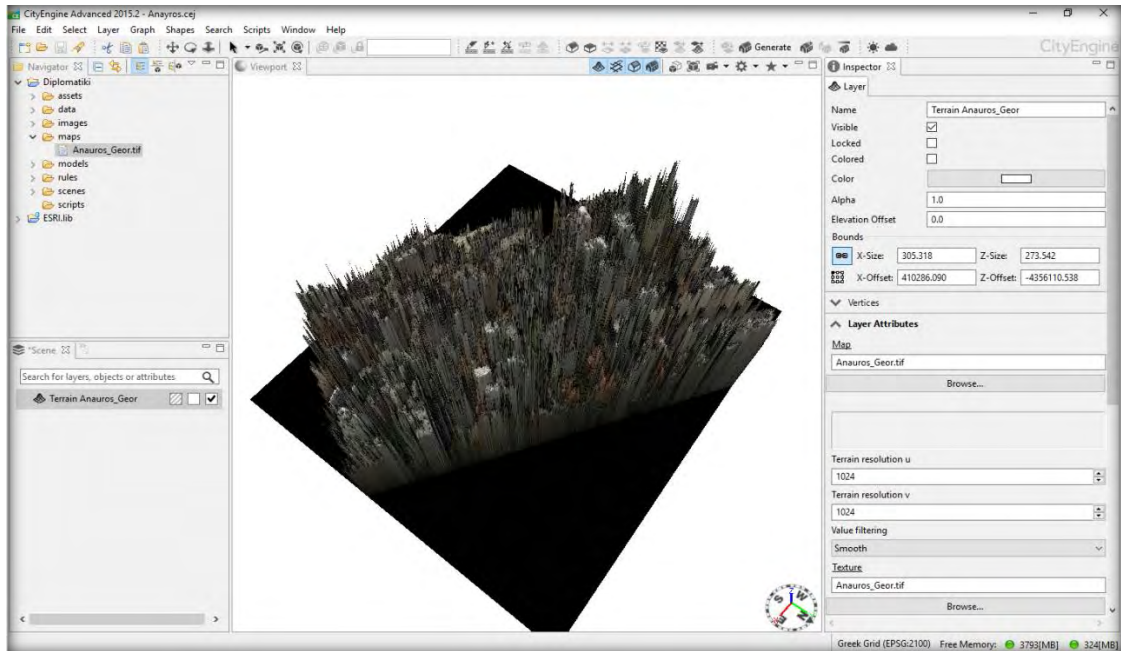 CityEngine Advanced 2015.2 - Anayros.cej
File Edit Select Layer Graph Shapes Search Scripts Window Help
Generate
CityEngine
Navigator
Diplomatiki
assets
data
images
maps
Anauros_Geor.tif
models
rules
scenes
scripts
ESRI.lib
*Scene
Search for layers, objects or attributes
Terrain Anauros_Geor
Viewport
S W N E
Inspector
Layer
Name Terrain Anauros_Geor
Visible
Locked
Colored
Color
Alpha 1.0
Elevation Offset 0.0
Bounds
X-Size: 305.318 Z-Size: 273.542
X-Offset: 410286.090 Z-Offset: -4356110.538
Vertices
Layer Attributes
Map
Anauros_Geor.tif
Browse...
Terrain resolution u
1024
Terrain resolution v
1024
Value filtering
Smooth
Texture
Anauros_Geor.tif
Browse...
Greek Grid (EPSG:2100) Free Memory: 3793[MB] 324[MB]